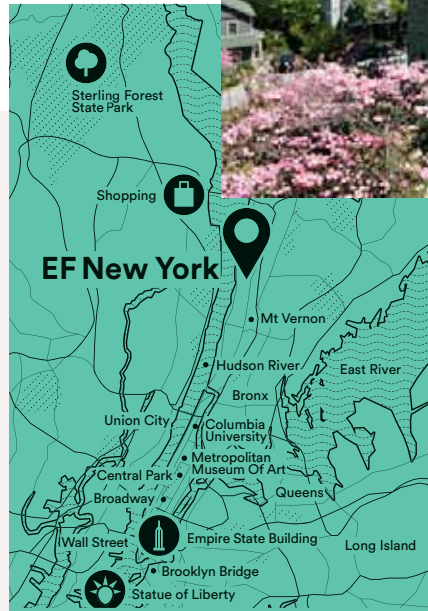 Sterling Forest
State Park
Shopping
EF New York
Mt Vernon
Hudson River
East River
Bronx
Union City
Columbia
University
Metropolitan
Museum Of Art
Central Park
Queens
Broadway
Wall Street
Empire State Building
Long Island
Brooklyn Bridge
Statue of Liberty